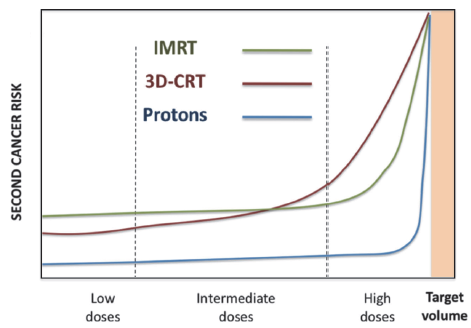 SECOND CANCER RISK
IMRT
3D-CRT
Protons
Low
doses
Intermediate
doses
High
doses
Target
volume